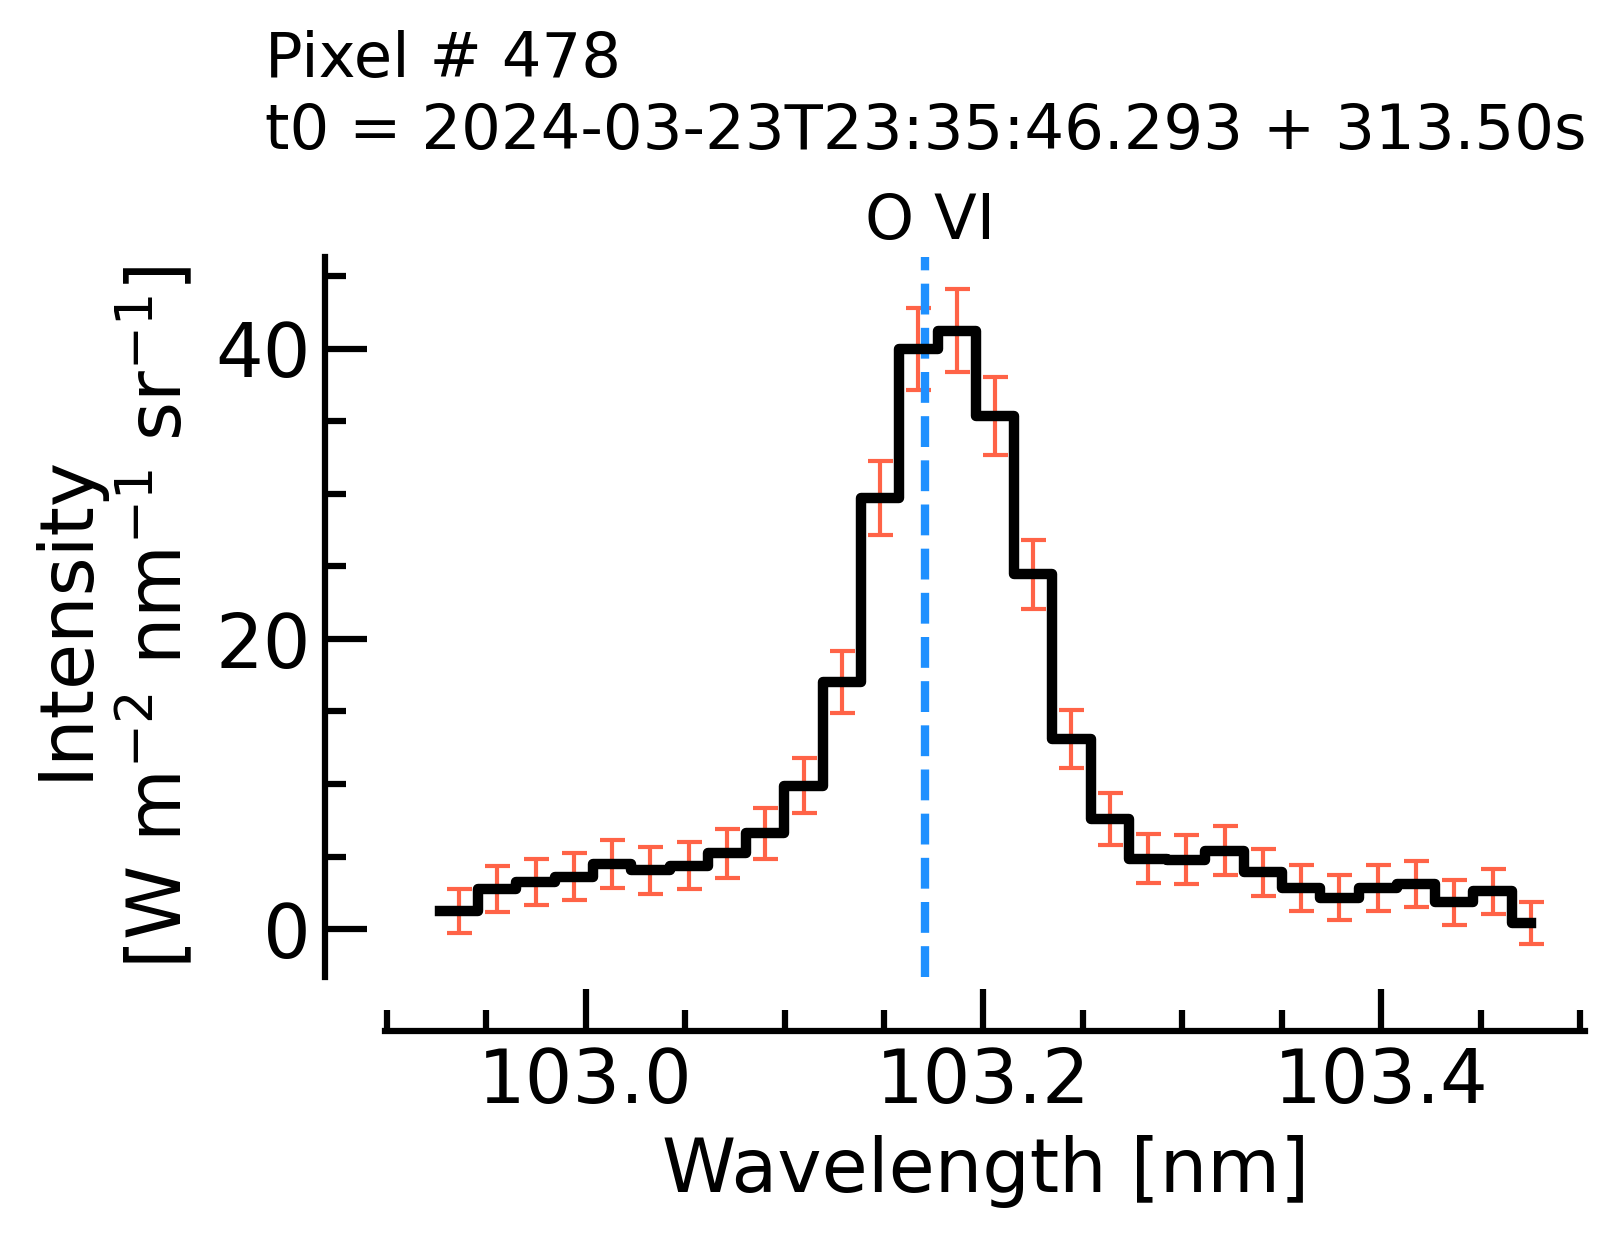 Pixel # 478
t0 = 2024-03-23T23:35:46.293 + 313.50s
O VI
Intensity
[W m⁻² nm⁻¹ sr⁻¹]
40
20
0
103.0 103.2 103.4
Wavelength [nm]